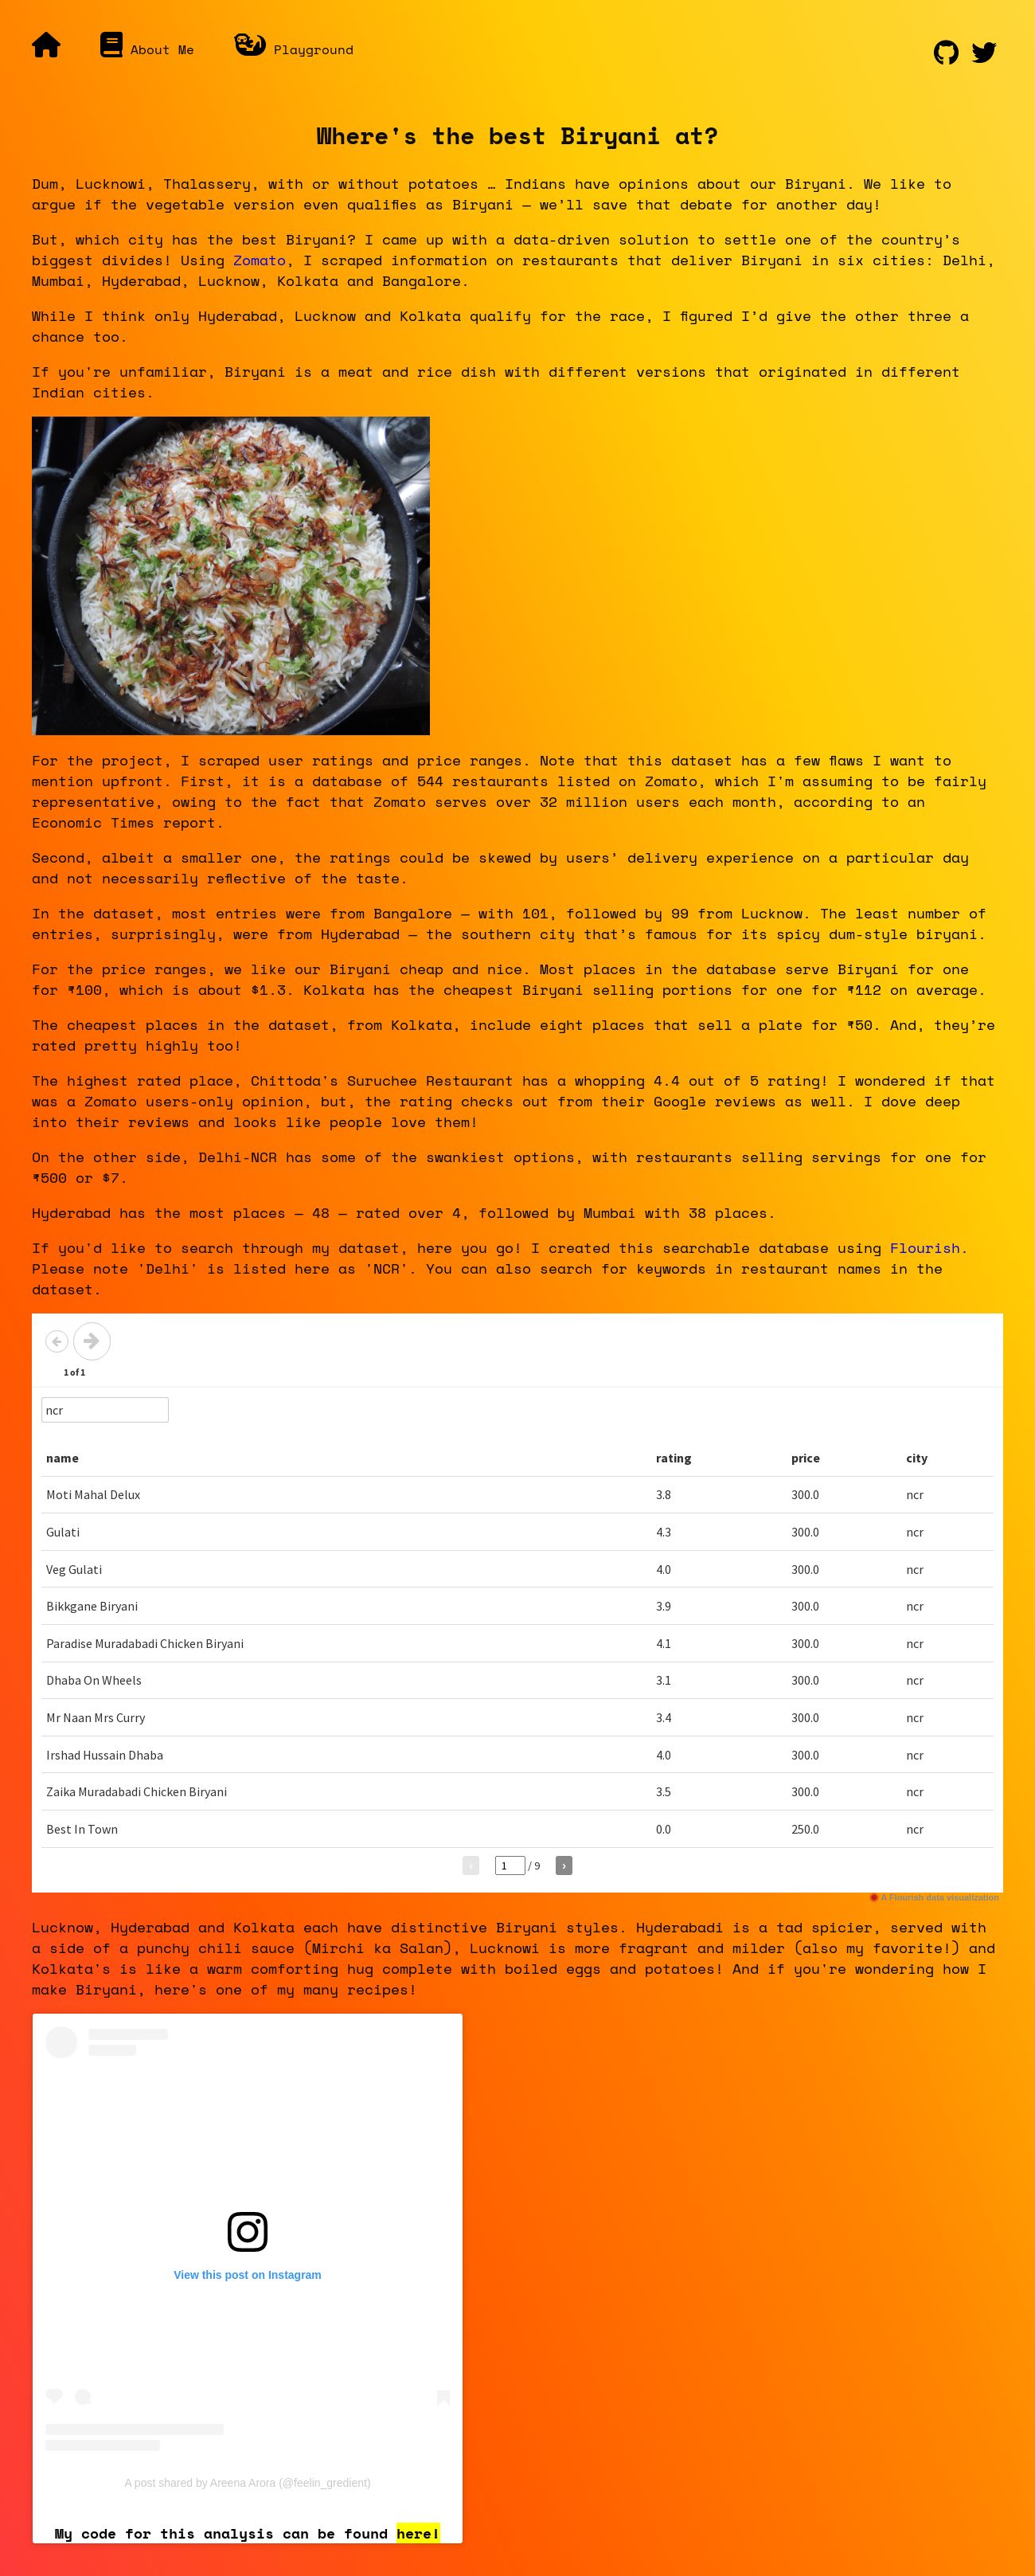 About Me
Playground
Where's the best Biryani at?
Dum, Lucknowi, Thalassery, with or without potatoes … Indians have opinions about our Biryani. We like to
argue if the vegetable version even qualifies as Biryani — we’ll save that debate for another day!
But, which city has the best Biryani? I came up with a data-driven solution to settle one of the country’s
biggest divides! Using Zomato, I scraped information on restaurants that deliver Biryani in six cities: Delhi,
Mumbai, Hyderabad, Lucknow, Kolkata and Bangalore.
While I think only Hyderabad, Lucknow and Kolkata qualify for the race, I figured I’d give the other three a
chance too.
If you're unfamiliar, Biryani is a meat and rice dish with different versions that originated in different
Indian cities.
For the project, I scraped user ratings and price ranges. Note that this dataset has a few flaws I want to
mention upfront. First, it is a database of 544 restaurants listed on Zomato, which I'm assuming to be fairly
representative, owing to the fact that Zomato serves over 32 million users each month, according to an
Economic Times report.
Second, albeit a smaller one, the ratings could be skewed by users’ delivery experience on a particular day
and not necessarily reflective of the taste.
In the dataset, most entries were from Bangalore — with 101, followed by 99 from Lucknow. The least number of
entries, surprisingly, were from Hyderabad — the southern city that’s famous for its spicy dum-style biryani.
For the price ranges, we like our Biryani cheap and nice. Most places in the database serve Biryani for one
for ₹100, which is about $1.3. Kolkata has the cheapest Biryani selling portions for one for ₹112 on average.
The cheapest places in the dataset, from Kolkata, include eight places that sell a plate for ₹50. And, they’re
rated pretty highly too!
The highest rated place, Chittoda's Suruchee Restaurant has a whopping 4.4 out of 5 rating! I wondered if that
was a Zomato users-only opinion, but, the rating checks out from their Google reviews as well. I dove deep
into their reviews and looks like people love them!
On the other side, Delhi-NCR has some of the swankiest options, with restaurants selling servings for one for
₹500 or $7.
Hyderabad has the most places — 48 — rated over 4, followed by Mumbai with 38 places.
If you'd like to search through my dataset, here you go! I created this searchable database using Flourish.
Please note 'Delhi' is listed here as 'NCR'. You can also search for keywords in restaurant names in the
dataset.
1 of 1
ncr
name rating price city
Moti Mahal Delux 3.8 300.0 ncr
Gulati 4.3 300.0 ncr
Veg Gulati 4.0 300.0 ncr
Bikkgane Biryani 3.9 300.0 ncr
Paradise Muradabadi Chicken Biryani 4.1 300.0 ncr
Dhaba On Wheels 3.1 300.0 ncr
Mr Naan Mrs Curry 3.4 300.0 ncr
Irshad Hussain Dhaba 4.0 300.0 ncr
Zaika Muradabadi Chicken Biryani 3.5 300.0 ncr
Best In Town 0.0 250.0 ncr
‹ 1 / 9 ›
A Flourish data visualization
Lucknow, Hyderabad and Kolkata each have distinctive Biryani styles. Hyderabadi is a tad spicier, served with
a side of a punchy chili sauce (Mirchi ka Salan), Lucknowi is more fragrant and milder (also my favorite!) and
Kolkata's is like a warm comforting hug complete with boiled eggs and potatoes! And if you're wondering how I
make Biryani, here's one of my many recipes!
View this post on Instagram
A post shared by Areena Arora (@feelin_gredient)
My code for this analysis can be found here!